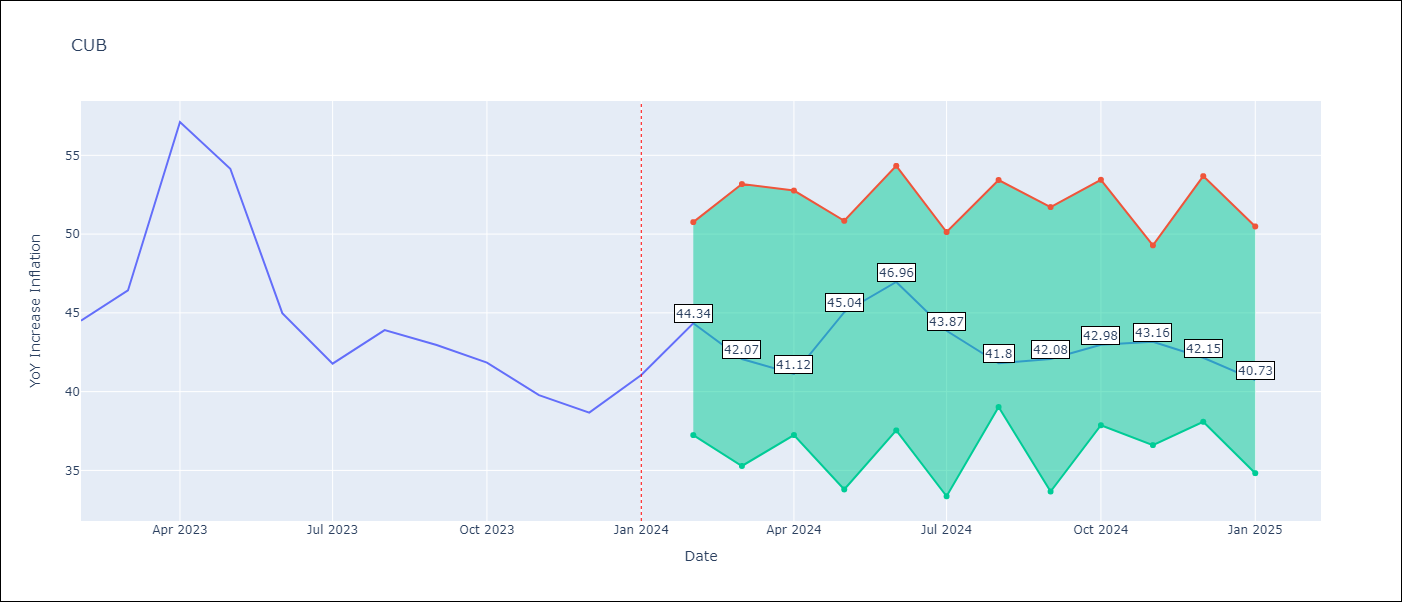 CUB
YoY Increase Inflation
55
50
45
40
35
44.34
42.07
41.12
45.04
46.96
43.87
41.8
42.08
42.98
43.16
42.15
40.73
Apr 2023
Jul 2023
Oct 2023
Jan 2024
Apr 2024
Jul 2024
Oct 2024
Jan 2025
Date